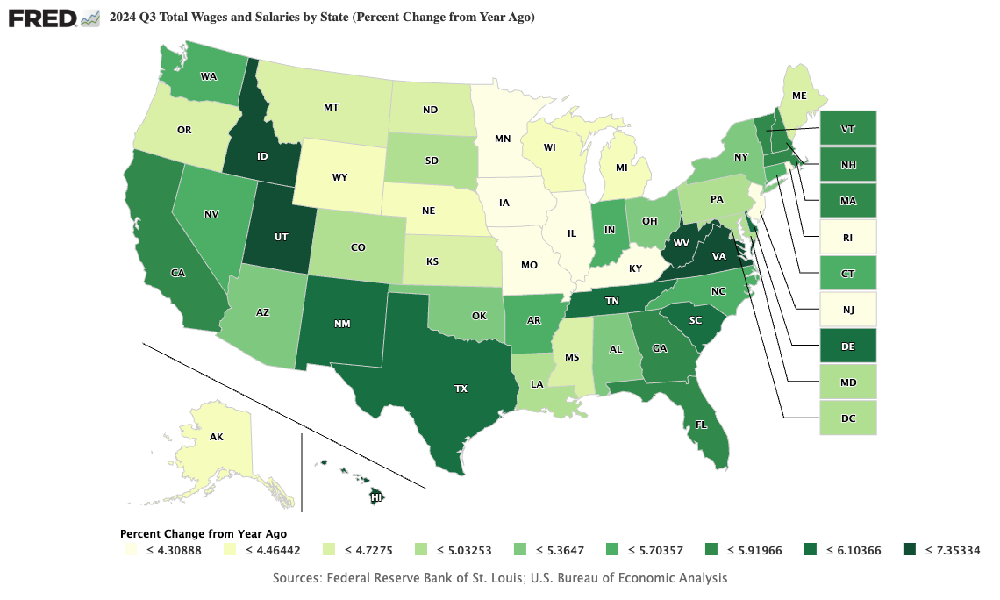 FRED 2024 Q3 Total Wages and Salaries by State (Percent Change from Year Ago)
WA
MT
ND
MN
ME
OR
ID
SD
WI
MI
NY
VT
WY
NH
NV
NE
IA
PA
MA
UT
CO
IL
IN
OH
WV
RI
CA
KS
MO
KY
VA
CT
AZ
NM
OK
AR
TN
NC
NJ
TX
LA
MS
AL
GA
SC
DE
FL
MD
DC
AK
HI
Percent Change from Year Ago
≤ 4.30888 ≤ 4.46442 ≤ 4.7275 ≤ 5.03253 ≤ 5.3647 ≤ 5.70357 ≤ 5.91966 ≤ 6.10366 ≤ 7.35334
Sources: Federal Reserve Bank of St. Louis; U.S. Bureau of Economic Analysis